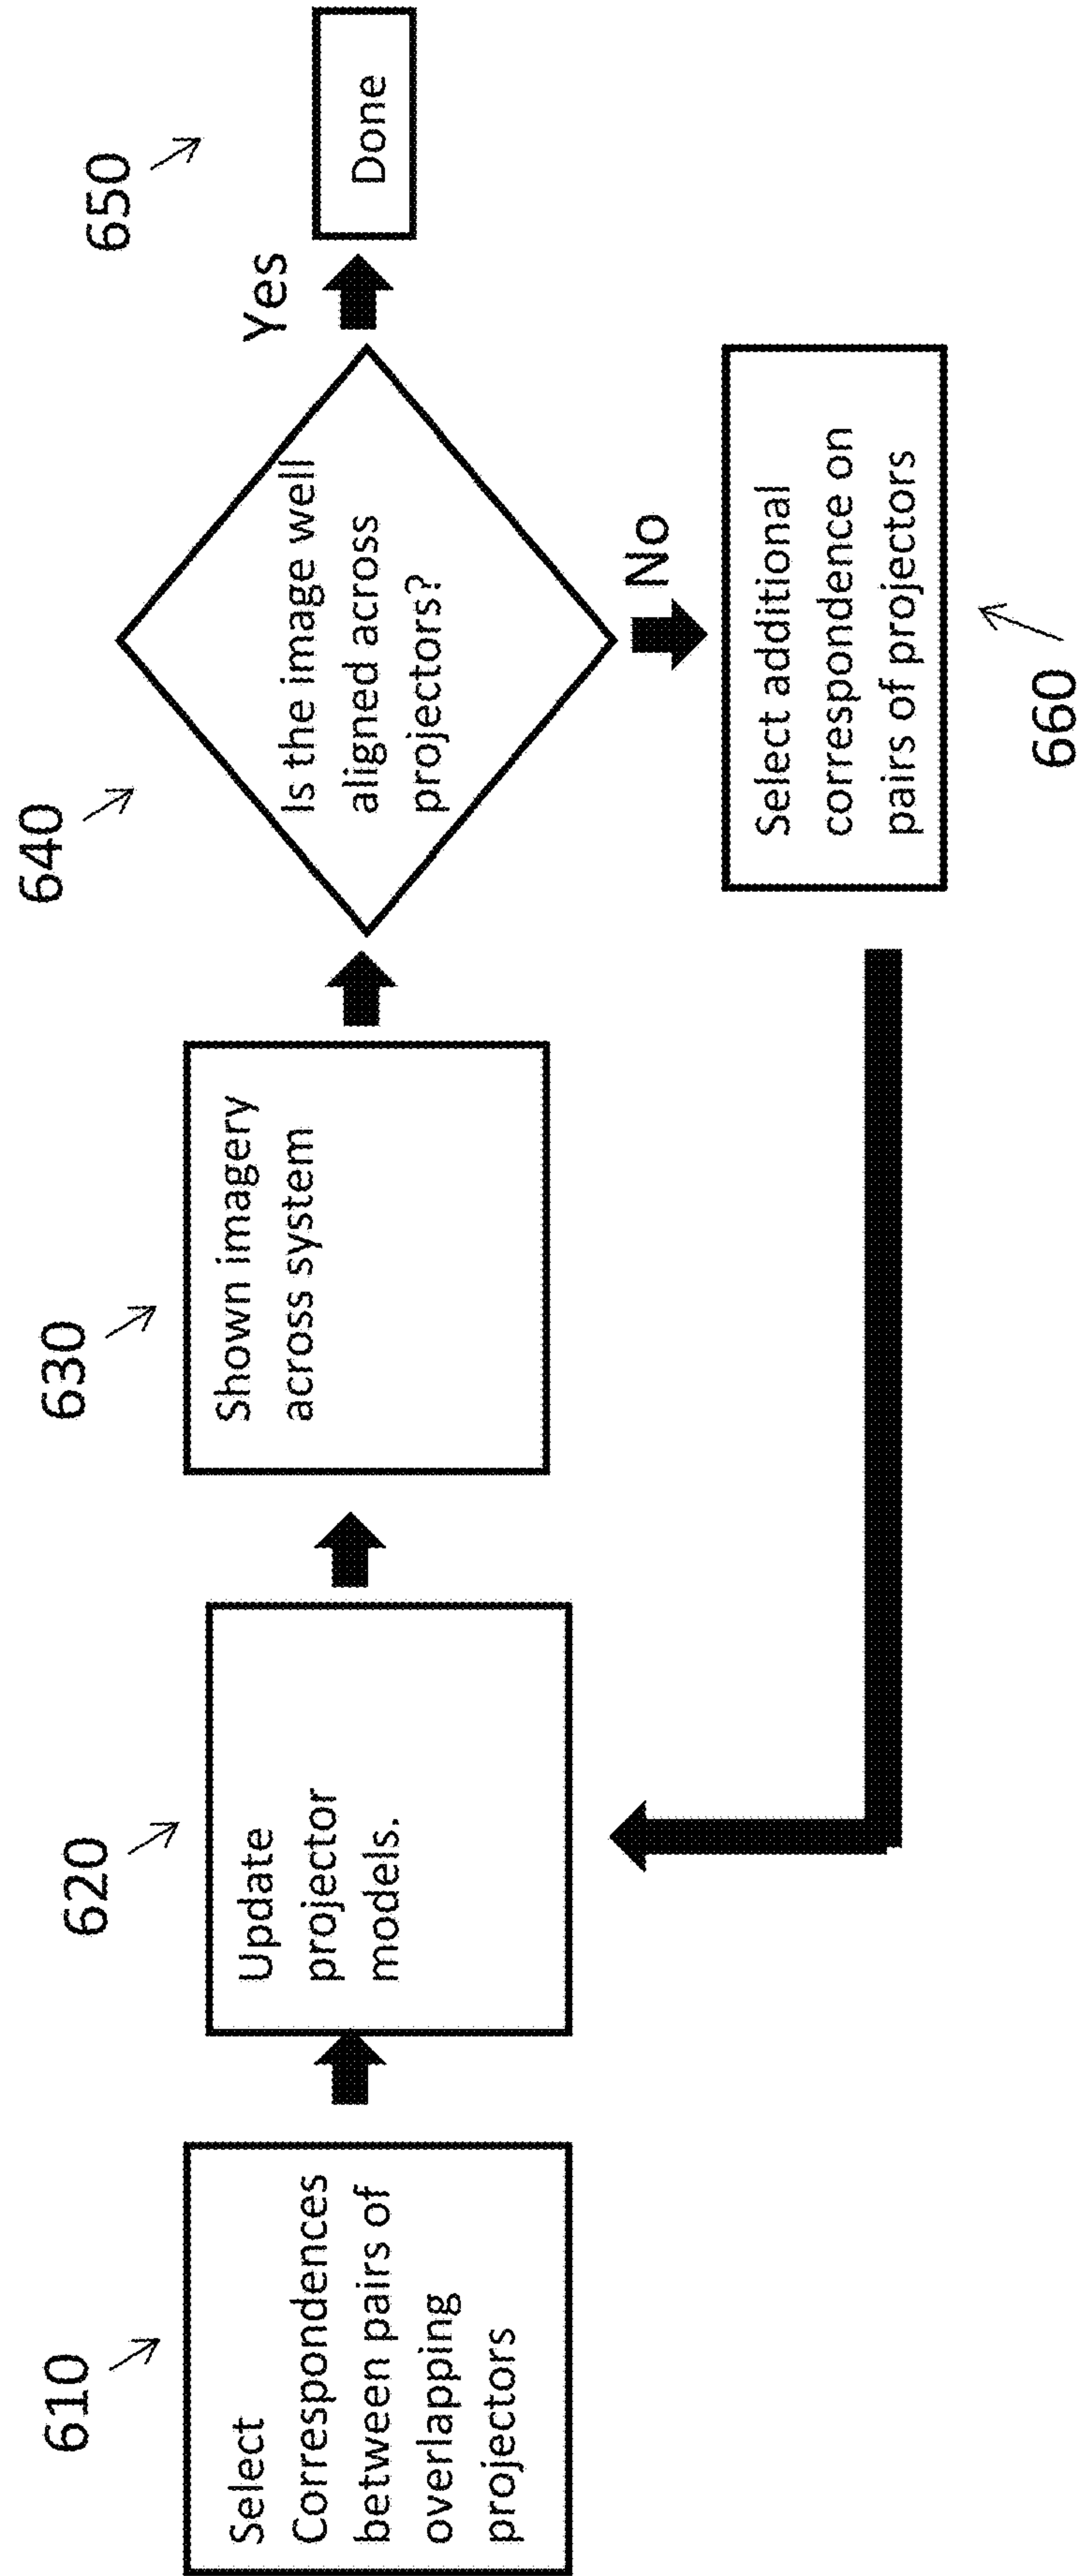 610
Select
Correspondences
between pairs of
overlapping
projectors
620
Update
projector
models.
630
Shown imagery
across system
640
Is the image well
aligned across
projectors?
Yes
650
Done
No
Select additional
correspondence on
pairs of projectors
660